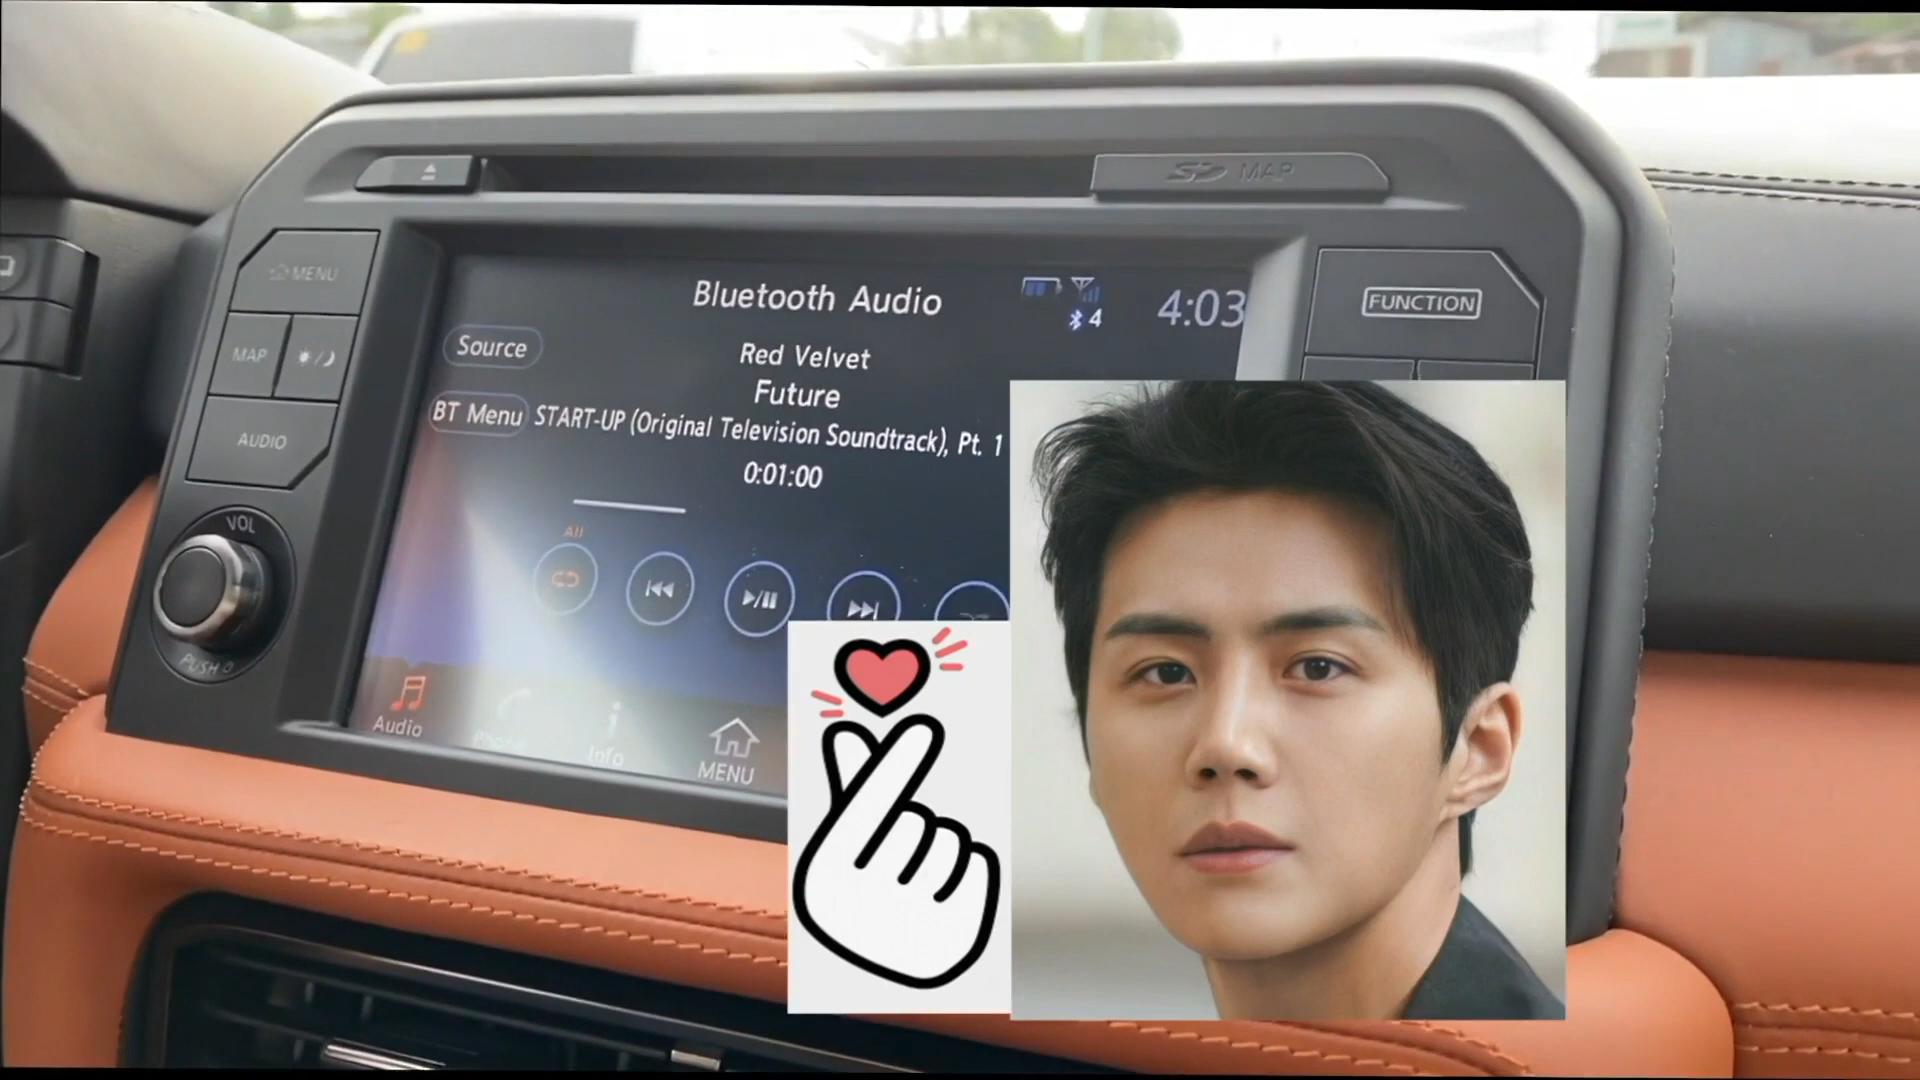 SD MAP
MENU
MAP
AUDIO
VOL
PUSH
FUNCTION
Bluetooth Audio
4
4:03
Source
Red Velvet
Future
BT Menu
START-UP (Original Television Soundtrack), Pt. 1
0:01:00
All
Audio
Phone
Info
MENU